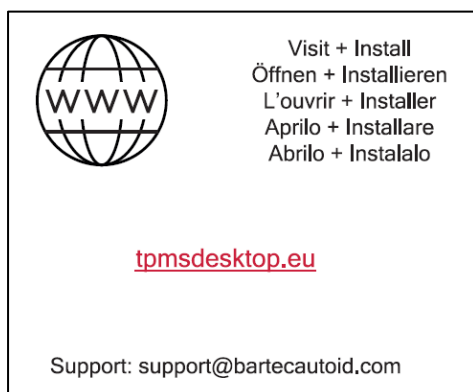 WWW
Visit + Install
Öffnen + Installieren
L'ouvrir + Installer
Aprilo + Installare
Abrilo + Instalalo
tpmsdesktop.eu
Support: support@bartecautoid.com